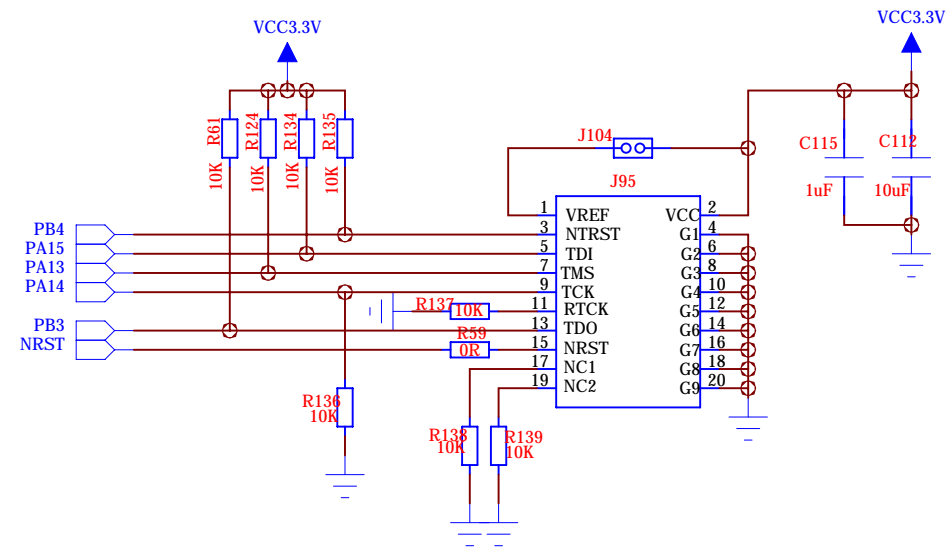 VCC3.3V
VCC3.3V
R61
R124
R134
R135
10K
10K
10K
10K
J104
C115
C112
1uF
10uF
J95
PB4
PA15
PA13
PA14
PB3
NRST
1 VREF VCC 2
3 NTRST G1 4
5 TDI G2 6
7 TMS G3 8
9 TCK G4 10
11 RTCK G5 12
13 TDO G6 14
15 NRST G7 16
17 NC1 G8 18
19 NC2 G9 20
R137
10K
R59
0R
R136
10K
R138
10K
R139
10K